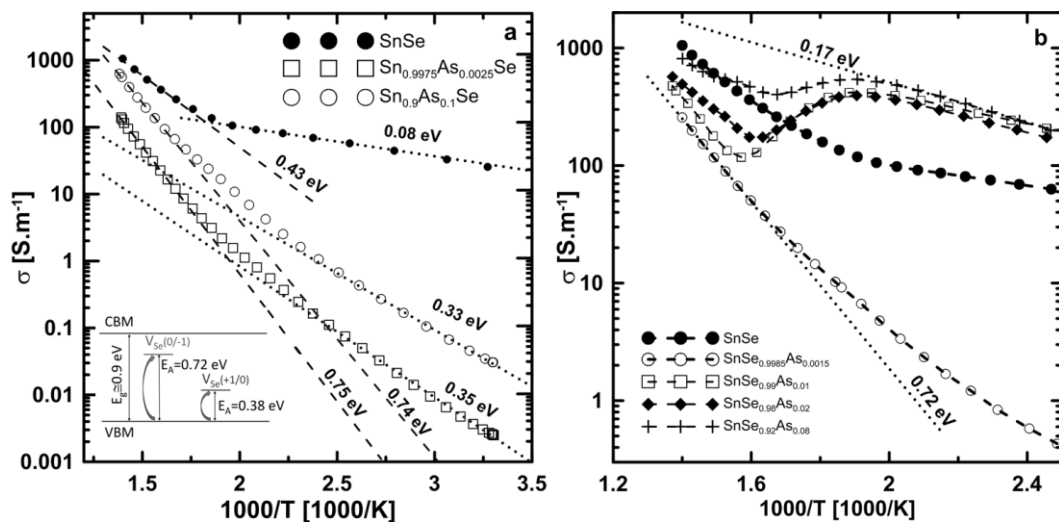 a
SnSe
Sn0.9975As0.0025Se
Sn0.9As0.1Se
0.08 eV
0.43 eV
0.33 eV
0.35 eV
0.74 eV
0.75 eV
CBM
VSe(0/-1)
EA=0.72 eV
VSe(+1/0)
EA=0.38 eV
Eg≅0.9 eV
VBM
1000
100
10
1
0.1
0.01
0.001
σ [S.m-1]
1.5 2.0 2.5 3.0 3.5
1000/T [1000/K]
b
0.17 eV
0.72 eV
SnSe
SnSe0.9985As0.0015
SnSe0.99As0.01
SnSe0.98As0.02
SnSe0.92As0.08
1000
100
10
1
σ [S.m-1]
1.2 1.6 2.0 2.4
1000/T [1000/K]